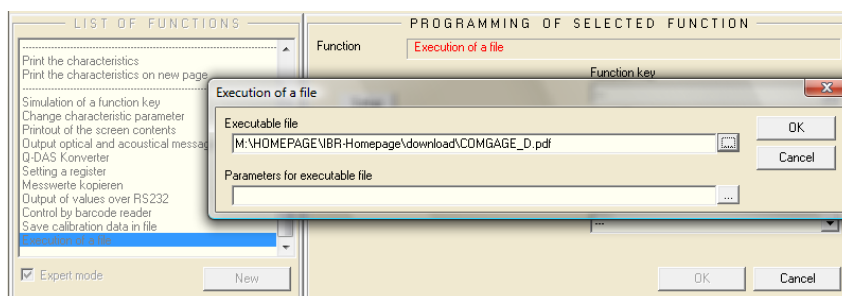 LIST OF FUNCTIONS
Print the characteristics
Print the characteristics on new page
Simulation of a function key
Change characteristic parameter
Printout of the screen contents
Output optical and acoustical messag
Q-DAS Konverter
Setting a register
Messwerte kopieren
Output of values over RS232
Control by barcode reader
Save calibration data in file
Execution of a file
Expert mode
New
PROGRAMMING OF SELECTED FUNCTION
Function
Execution of a file
Function key
Execution of a file
Executable file
M:\HOMEPAGE\IBR-Homepage\download\COMGAGE_D.pdf
...
Parameters for executable file
...
OK
Cancel
---
OK
Cancel